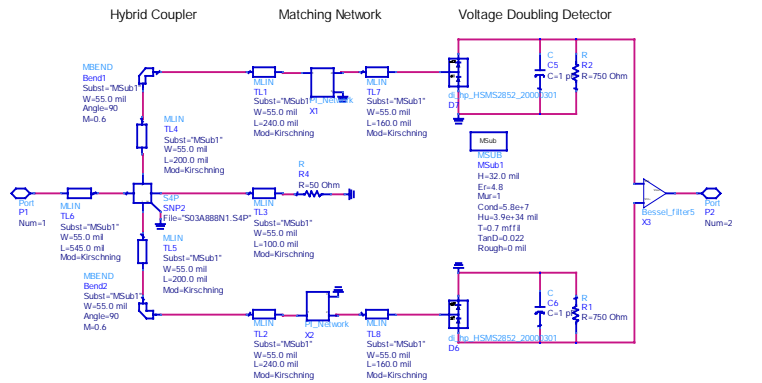 Hybrid Coupler
Matching Network
Voltage Doubling Detector
MBEND
Bend1
Subst="MSub1"
W=55.0 mil
Angle=90
M=0.6
MLIN
TL4
Subst="MSub1"
W=55.0 mil
L=200.0 mil
Mod=Kirschning
MLIN
TL1
Subst="MSub1"
W=55.0 mil
L=240.0 mil
Mod=Kirschning
PI_Network
X1
MLIN
TL7
Subst="MSub1"
W=55.0 mil
L=160.0 mil
Mod=Kirschning
di_hp_HSMS2852_20000301
D7
C
C5
C=1 pF
R
R2
R=750 Ohm
MSub
MSUB
MSub1
H=32.0 mil
Er=4.8
Mur=1
Cond=5.8e+7
Hu=3.9e+34 mil
T=0.7 mil
TanD=0.022
Rough=0 mil
Port
P1
Num=1
MLIN
TL6
Subst="MSub1"
W=55.0 mil
L=545.0 mil
Mod=Kirschning
S4P
SNP2
File="S03A888N1.S4P"
R
R4
R=50 Ohm
MLIN
TL3
Subst="MSub1"
W=55.0 mil
L=100.0 mil
Mod=Kirschning
Bessel_filter5
X3
Port
P2
Num=2
MLIN
TL5
Subst="MSub1"
W=55.0 mil
L=200.0 mil
Mod=Kirschning
MBEND
Bend2
Subst="MSub1"
W=55.0 mil
Angle=90
M=0.6
MLIN
TL2
Subst="MSub1"
W=55.0 mil
L=240.0 mil
Mod=Kirschning
PI_Network
X2
MLIN
TL8
Subst="MSub1"
W=55.0 mil
L=160.0 mil
Mod=Kirschning
di_hp_HSMS2852_20000301
D6
C
C6
C=1 pF
R
R1
R=750 Ohm